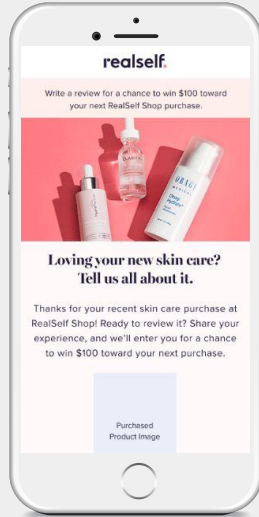 realself.
Write a review for a chance to win $100 toward
your next RealSelf Shop purchase.
OBAGI
MEDICAL
Loving your new skin care?
Tell us all about it.
Thanks for your recent skin care purchase at
RealSelf Shop! Ready to review it? Share your
experience, and we'll enter you for a chance
to win $100 toward your next purchase.
Purchased
Product Image